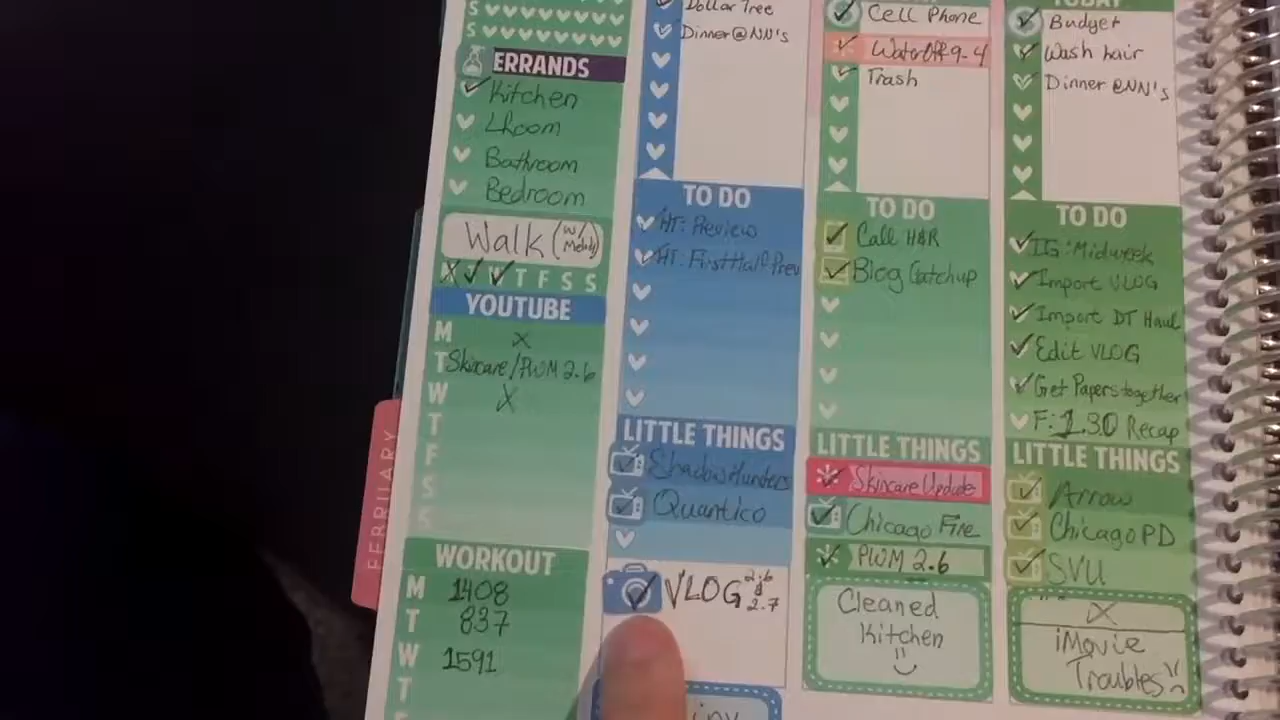 S
S
ERRANDS
Kitchen
LRoom
Bathroom
Bedroom
Walk (w/ Melody)
M T W T F S S
YOUTUBE
M X
T Skincare/PWM 2.6
W X
T
F
S
S
WORKOUT
M 1408
T 837
W 1591
T
FEBRUARY
Dollar Tree
Dinner@NN's
TO DO
HT: Preview
HT: First Half Prev
LITTLE THINGS
ShadowHunters
Quantico
VLOG 2.6 & 2.7
Cell Phone
Water Off 9-4
Trash
TO DO
Call H&R
Blog Catchup
LITTLE THINGS
Skincare Update
Chicago Fire
PWM 2.6
Cleaned
Kitchen
TODAY
Budget
Wash hair
Dinner @NN's
TO DO
IG: Midweek
Import VLOG
Import DT Haul
Edit VLOG
Get Papers together
F: 1.30 Recap
LITTLE THINGS
Arrow
Chicago PD
SVU
X
iMovie
Troubles